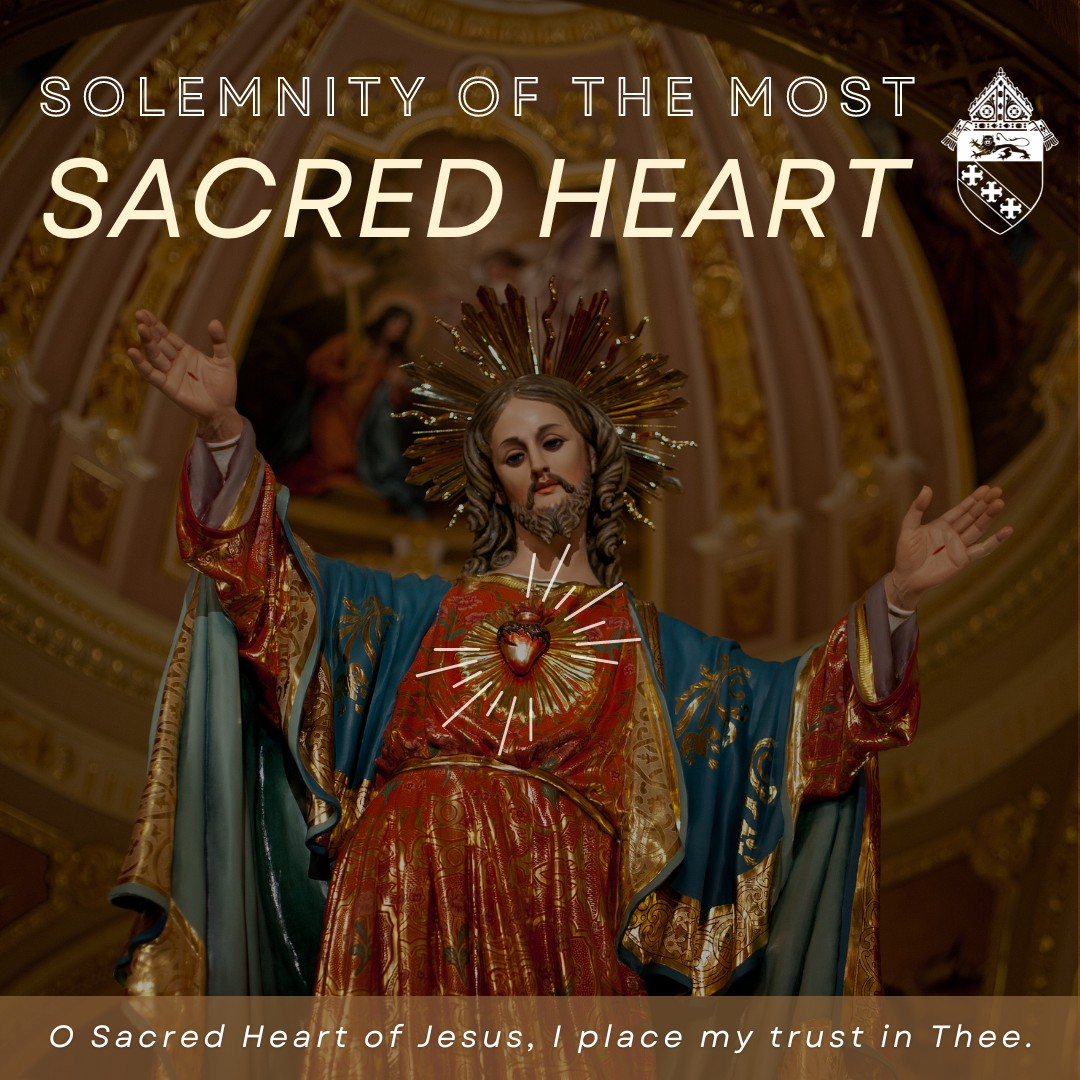 SOLEMNITY OF THE MOST
SACRED HEART
O Sacred Heart of Jesus, I place my trust in Thee.